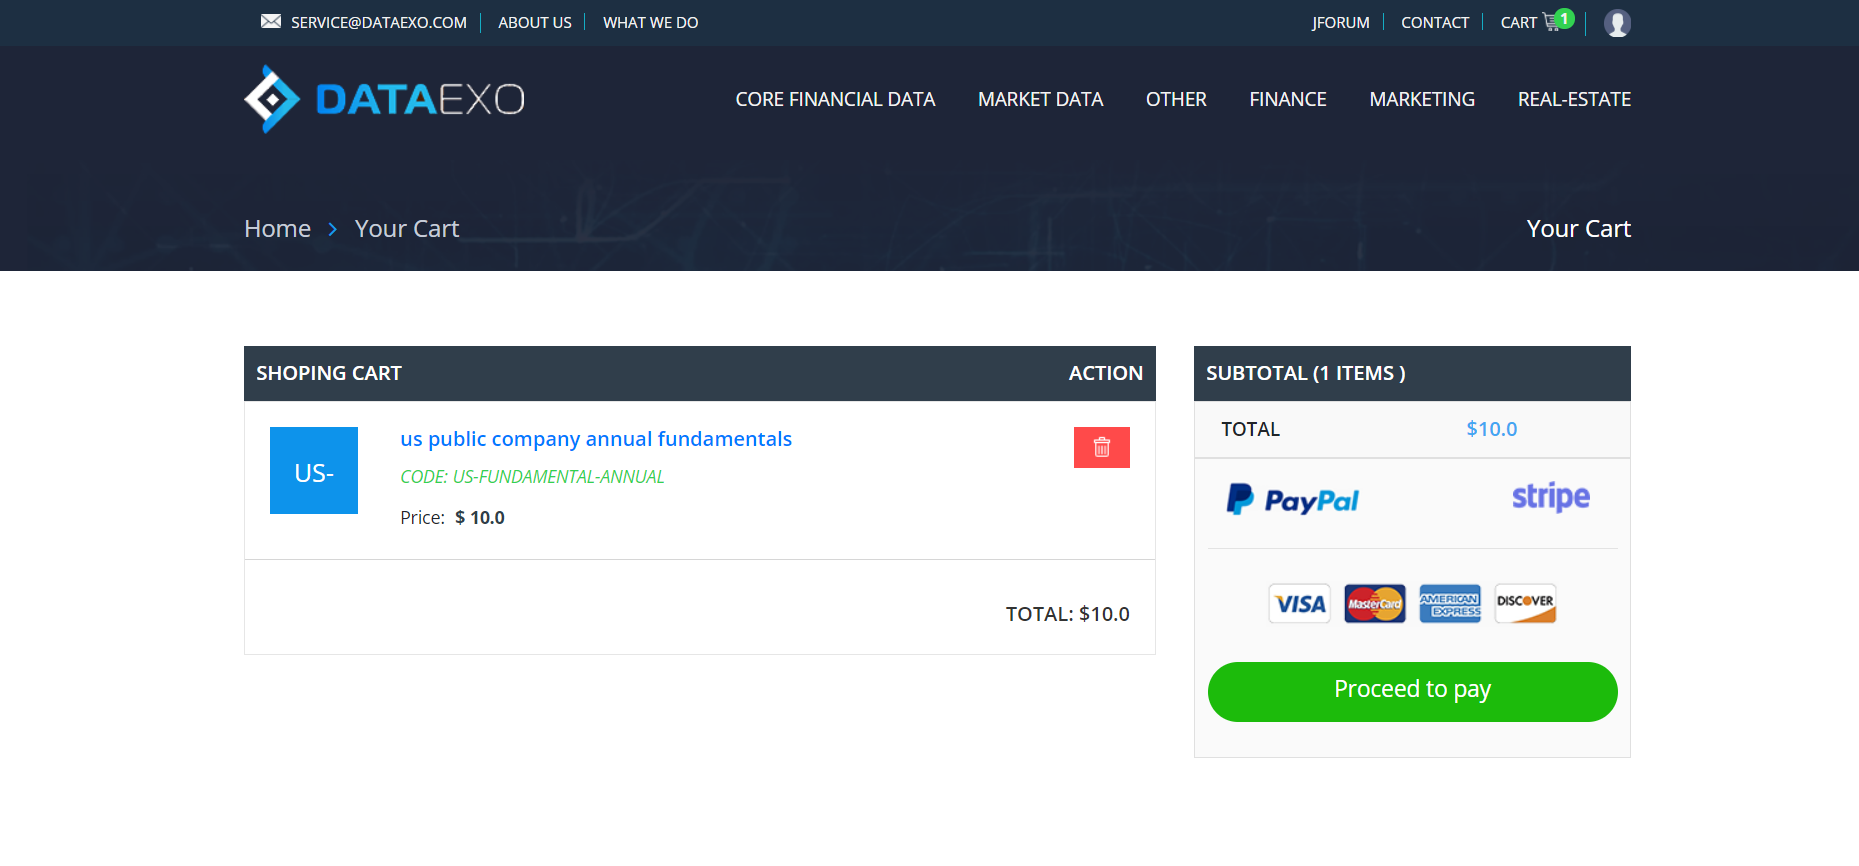 SERVICE@DATAEXO.COM ABOUT US WHAT WE DO JFORUM CONTACT CART 1
DATAEXO CORE FINANCIAL DATA MARKET DATA OTHER FINANCE MARKETING REAL-ESTATE
Home > Your Cart Your Cart
SHOPING CART ACTION
US-
us public company annual fundamentals
CODE: US-FUNDAMENTAL-ANNUAL
Price: $ 10.0
TOTAL: $10.0
SUBTOTAL (1 ITEMS )
TOTAL $10.0
PayPal stripe
VISA MasterCard AMERICAN EXPRESS DISCOVER
Proceed to pay